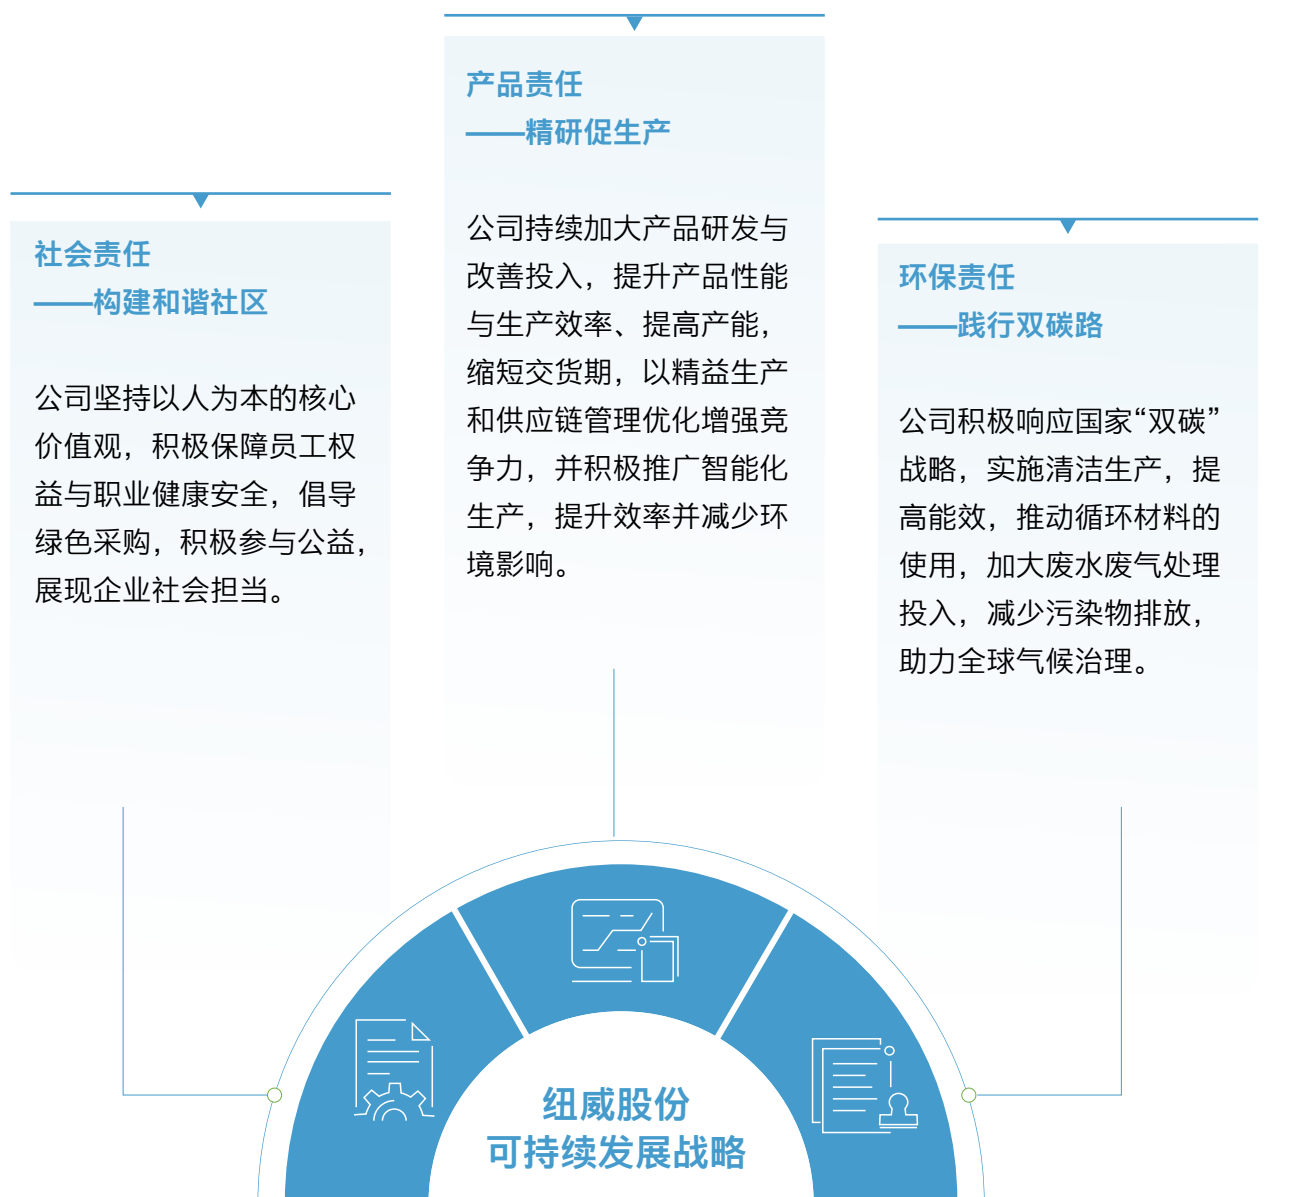 社会责任
——构建和谐社区
公司坚持以人为本的核心
价值观，积极保障员工权
益与职业健康安全，倡导
绿色采购，积极参与公益，
展现企业社会担当。
产品责任
——精研促生产
公司持续加大产品研发与
改善投入，提升产品性能
与生产效率、提高产能，
缩短交货期，以精益生产
和供应链管理优化增强竞
争力，并积极推广智能化
生产，提升效率并减少环
境影响。
环保责任
——践行双碳路
公司积极响应国家“双碳”
战略，实施清洁生产，提
高能效，推动循环材料的
使用，加大废水废气处理
投入，减少污染物排放，
助力全球气候治理。
纽威股份
可持续发展战略